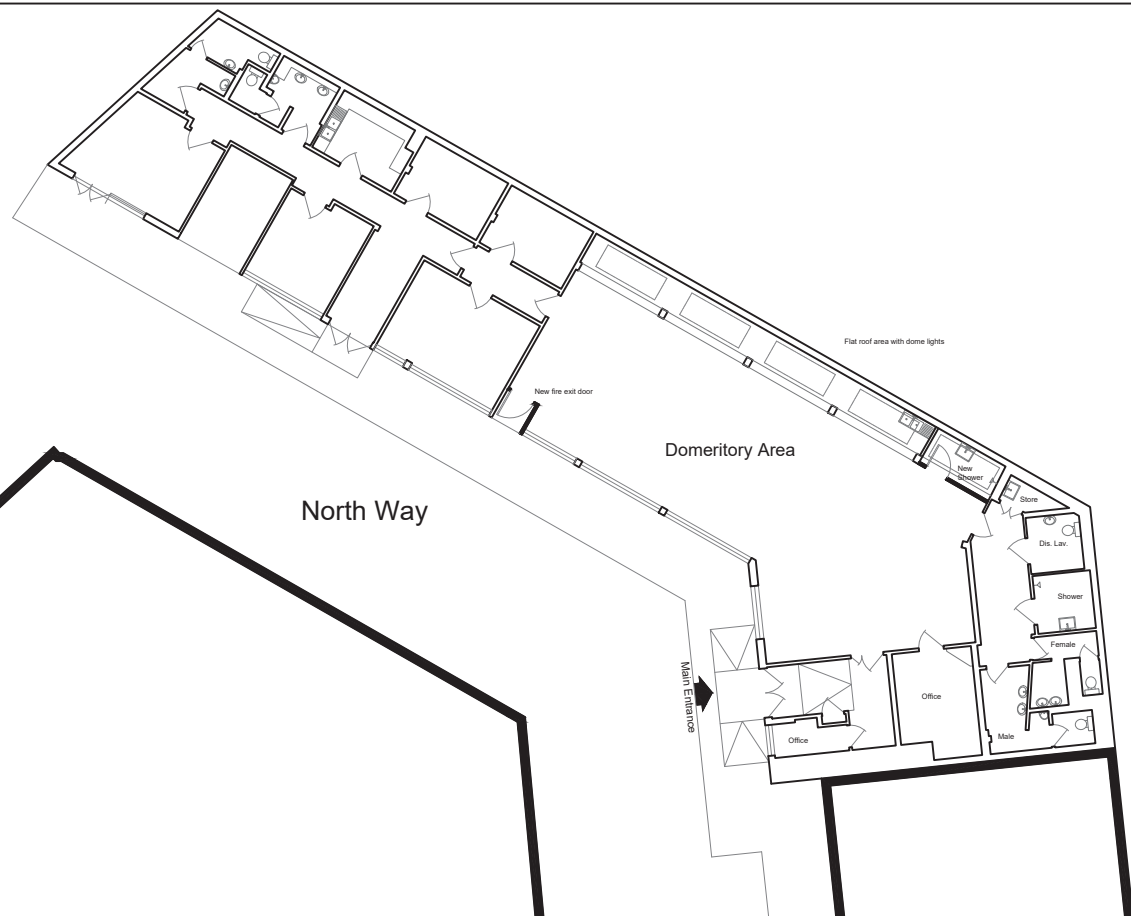 Flat roof area with dome lights
New fire exit door
Domeritory Area
New
Shower
Store
North Way
Dis. Lav.
Shower
Female
Main Entrance
Office
Office
Male